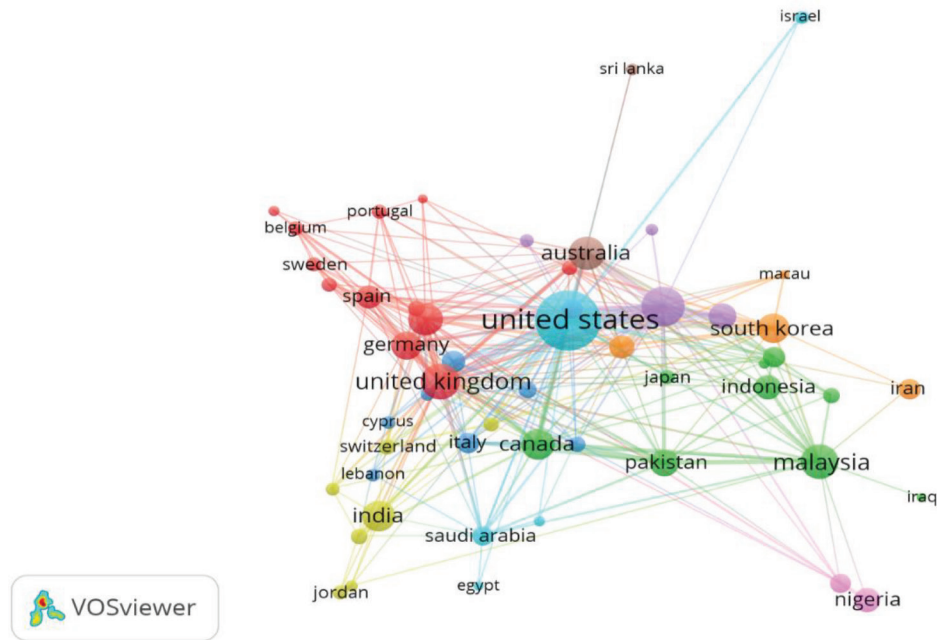 israel
sri lanka
portugal
belgium
australia
sweden
macau
spain
united states
south korea
germany
united kingdom
japan
indonesia
iran
cyprus
switzerland
italy
canada
lebanon
pakistan
malaysia
iraq
india
saudi arabia
egypt
jordan
nigeria
VOSviewer